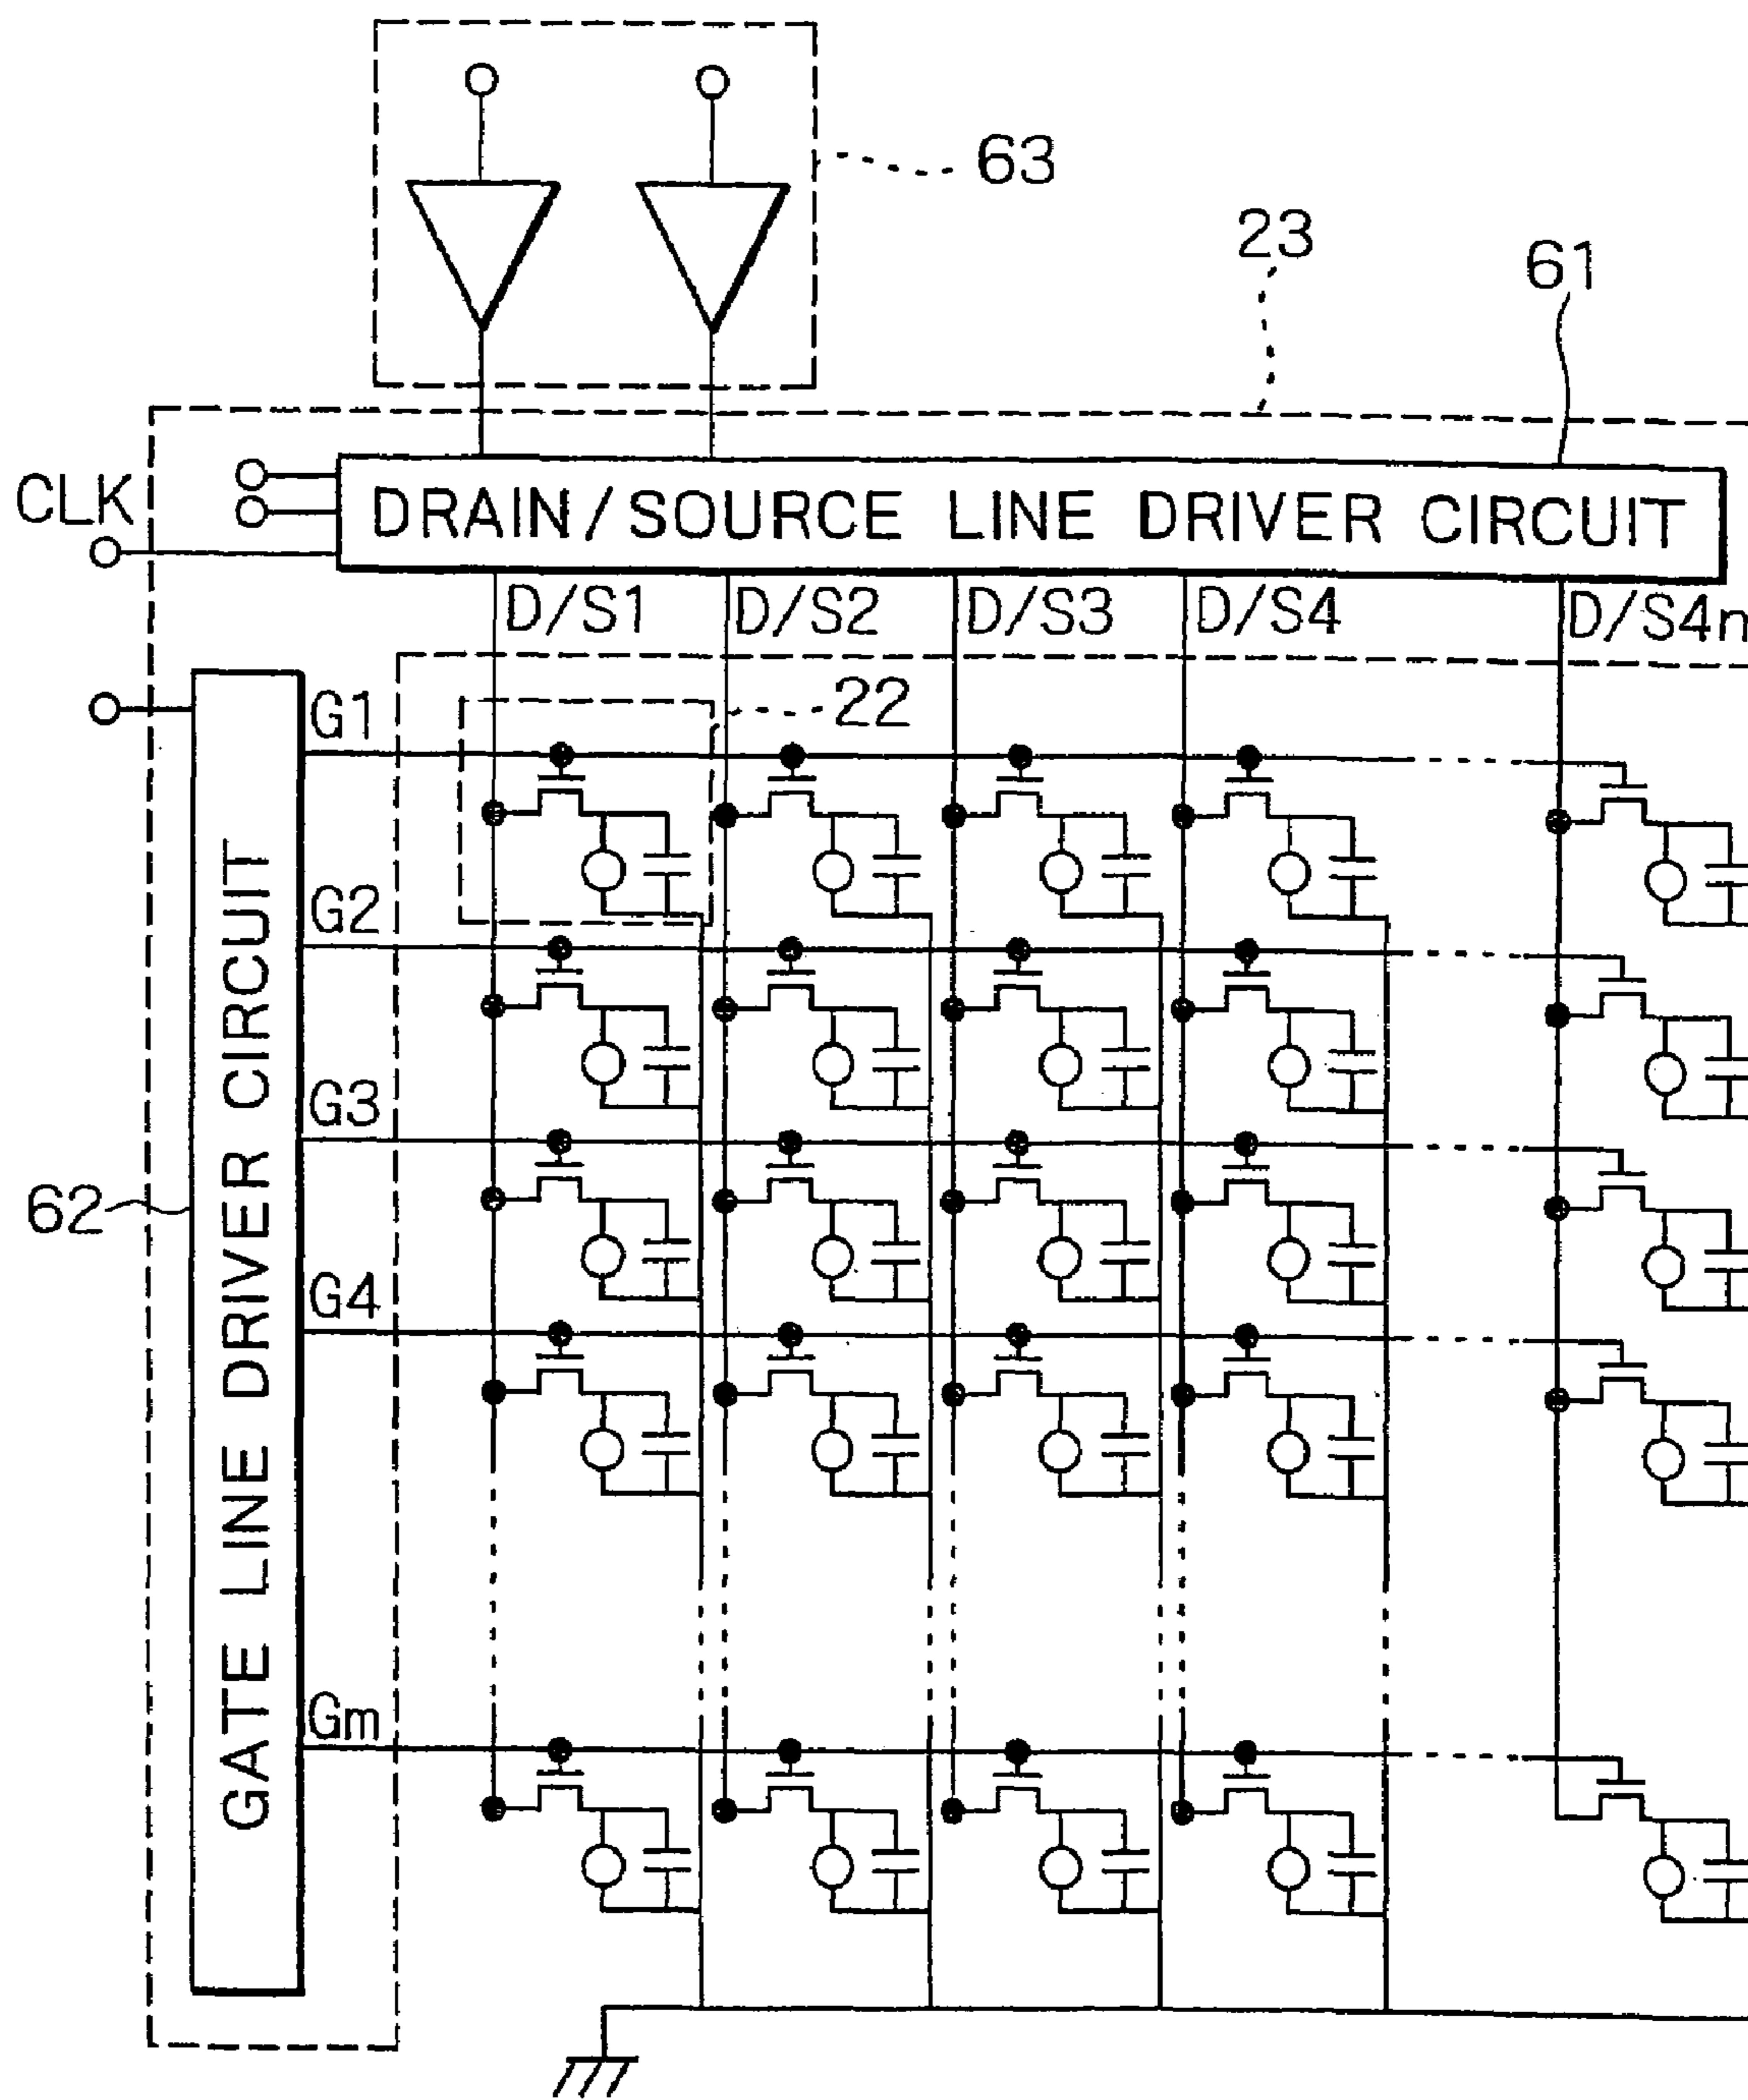 63
23
61
CLK
DRAIN/SOURCE LINE DRIVER CIRCUIT
D/S1 D/S2 D/S3 D/S4 D/S4n
22
G1
G2
G3
G4
Gm
62
GATE LINE DRIVER CIRCUIT